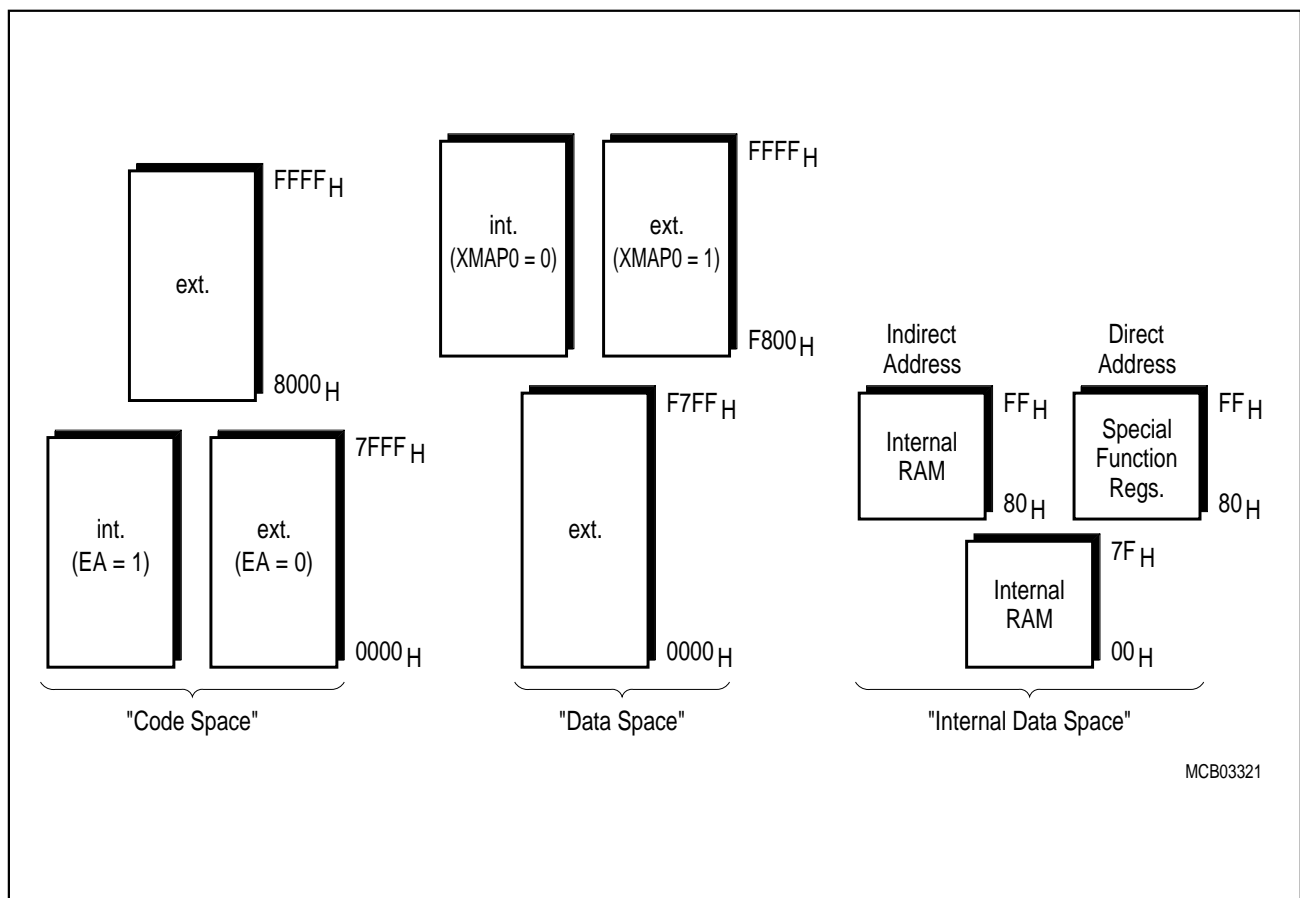 FFFF H
ext.
8000 H
7FFF H
int.
(EA = 1)
ext.
(EA = 0)
0000 H
"Code Space"
FFFF H
int.
(XMAP0 = 0)
ext.
(XMAP0 = 1)
F800 H
F7FF H
ext.
0000 H
"Data Space"
Indirect
Address
Direct
Address
FF H
Internal
RAM
80 H
FF H
Special
Function
Regs.
80 H
7F H
Internal
RAM
00 H
"Internal Data Space"
MCB03321